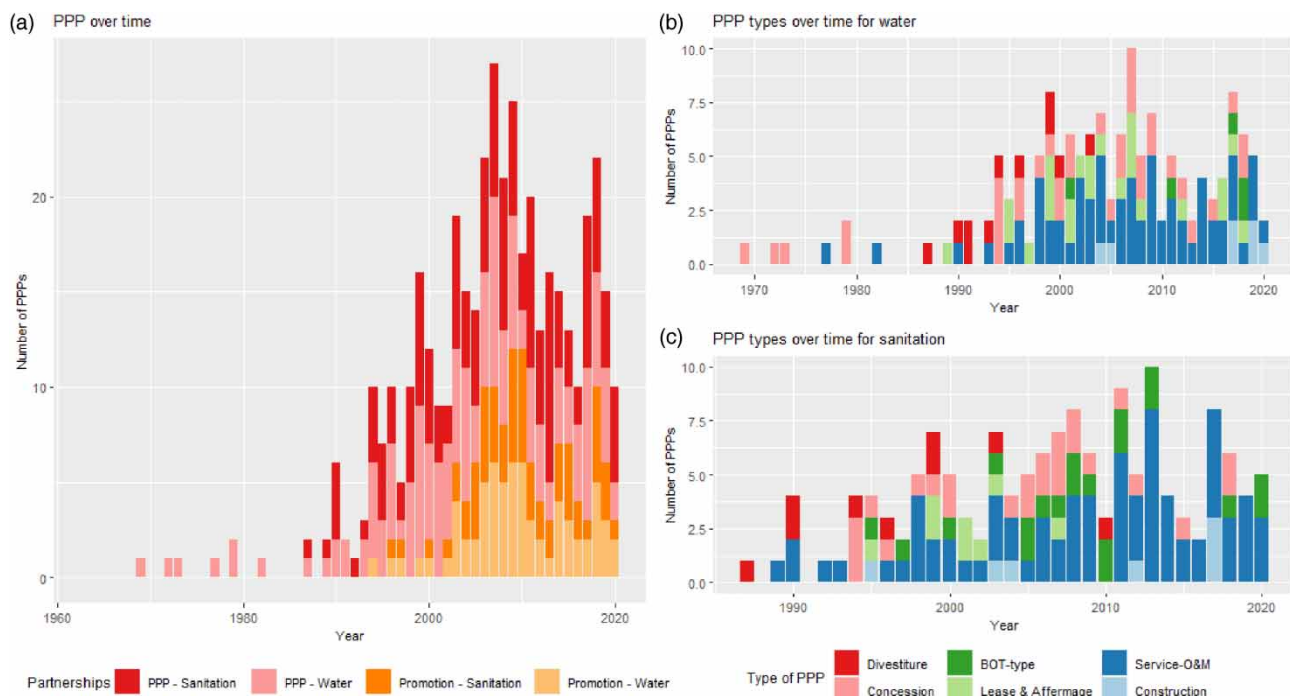 (a) PPP over time
Number of PPPs
20
10
0
1960 1980 2000 2020
Year
Partnerships PPP - Sanitation PPP - Water Promotion - Sanitation Promotion - Water
(b) PPP types over time for water
Number of PPPs
10.0
7.5
5.0
2.5
0.0
1970 1980 1990 2000 2010 2020
Year
(c) PPP types over time for sanitation
Number of PPPs
10.0
7.5
5.0
2.5
0.0
1990 2000 2010 2020
Year
Type of PPP
Divestiture BOT-type Service-O&M
Concession Lease & Affermage Construction